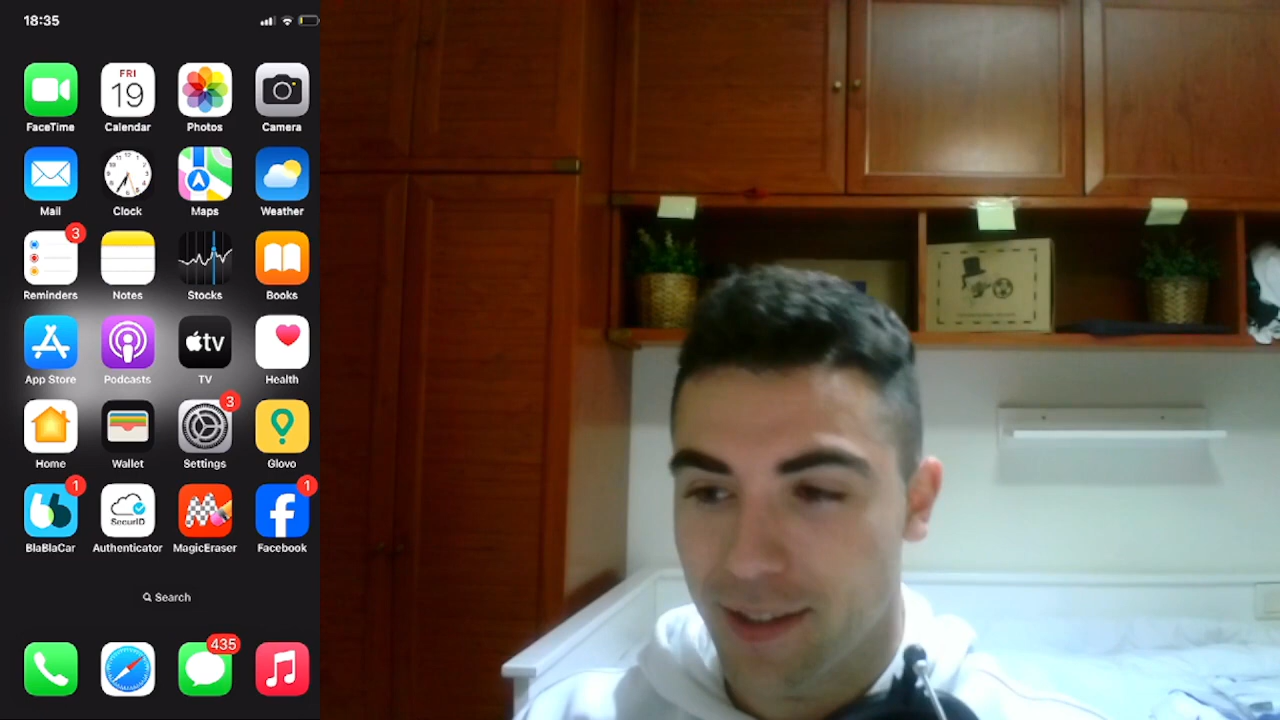 18:35
FRI
19
FaceTime
Calendar
Photos
Camera
Mail
Clock
Maps
Weather
3
Reminders
Notes
Stocks
Books
tv
App Store
Podcasts
TV
Health
3
Home
Wallet
Settings
Glovo
1
SecurID
1
BlaBlaCar
Authenticator
MagicEraser
Facebook
Search
435